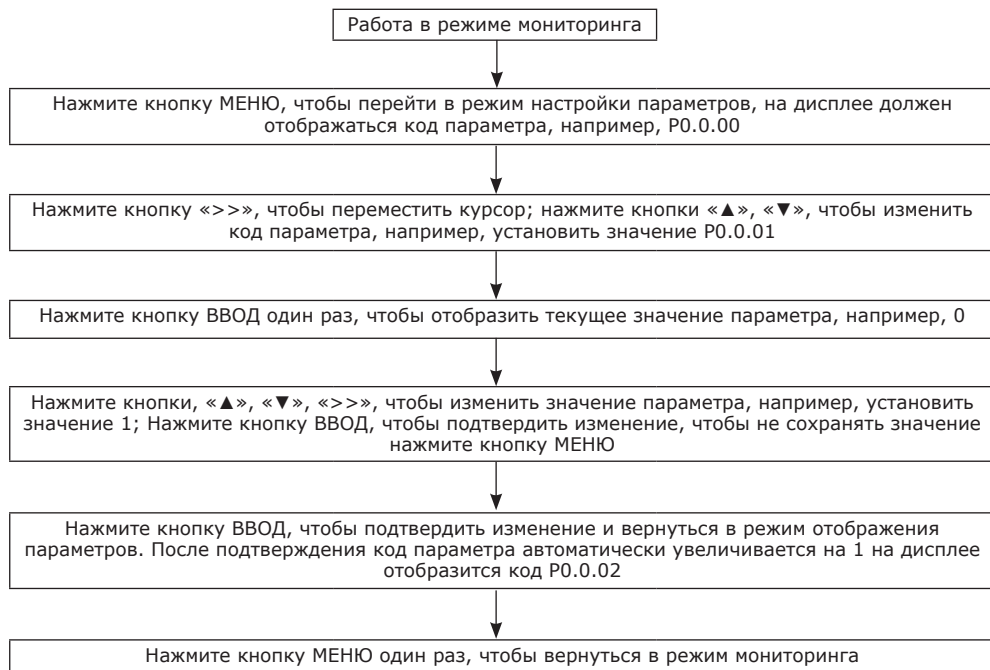 Работа в режиме мониторинга
Нажмите кнопку МЕНЮ, чтобы перейти в режим настройки параметров, на дисплее должен
отображаться код параметра, например, P0.0.00
Нажмите кнопку «>>», чтобы переместить курсор; нажмите кнопки «▲», «▼», чтобы изменить
код параметра, например, установить значение P0.0.01
Нажмите кнопку ВВОД один раз, чтобы отобразить текущее значение параметра, например, 0
Нажмите кнопки, «▲», «▼», «>>», чтобы изменить значение параметра, например, установить
значение 1; Нажмите кнопку ВВОД, чтобы подтвердить изменение, чтобы не сохранять значение
нажмите кнопку МЕНЮ
Нажмите кнопку ВВОД, чтобы подтвердить изменение и вернуться в режим отображения
параметров. После подтверждения код параметра автоматически увеличивается на 1 на дисплее
отобразится код P0.0.02
Нажмите кнопку МЕНЮ один раз, чтобы вернуться в режим мониторинга